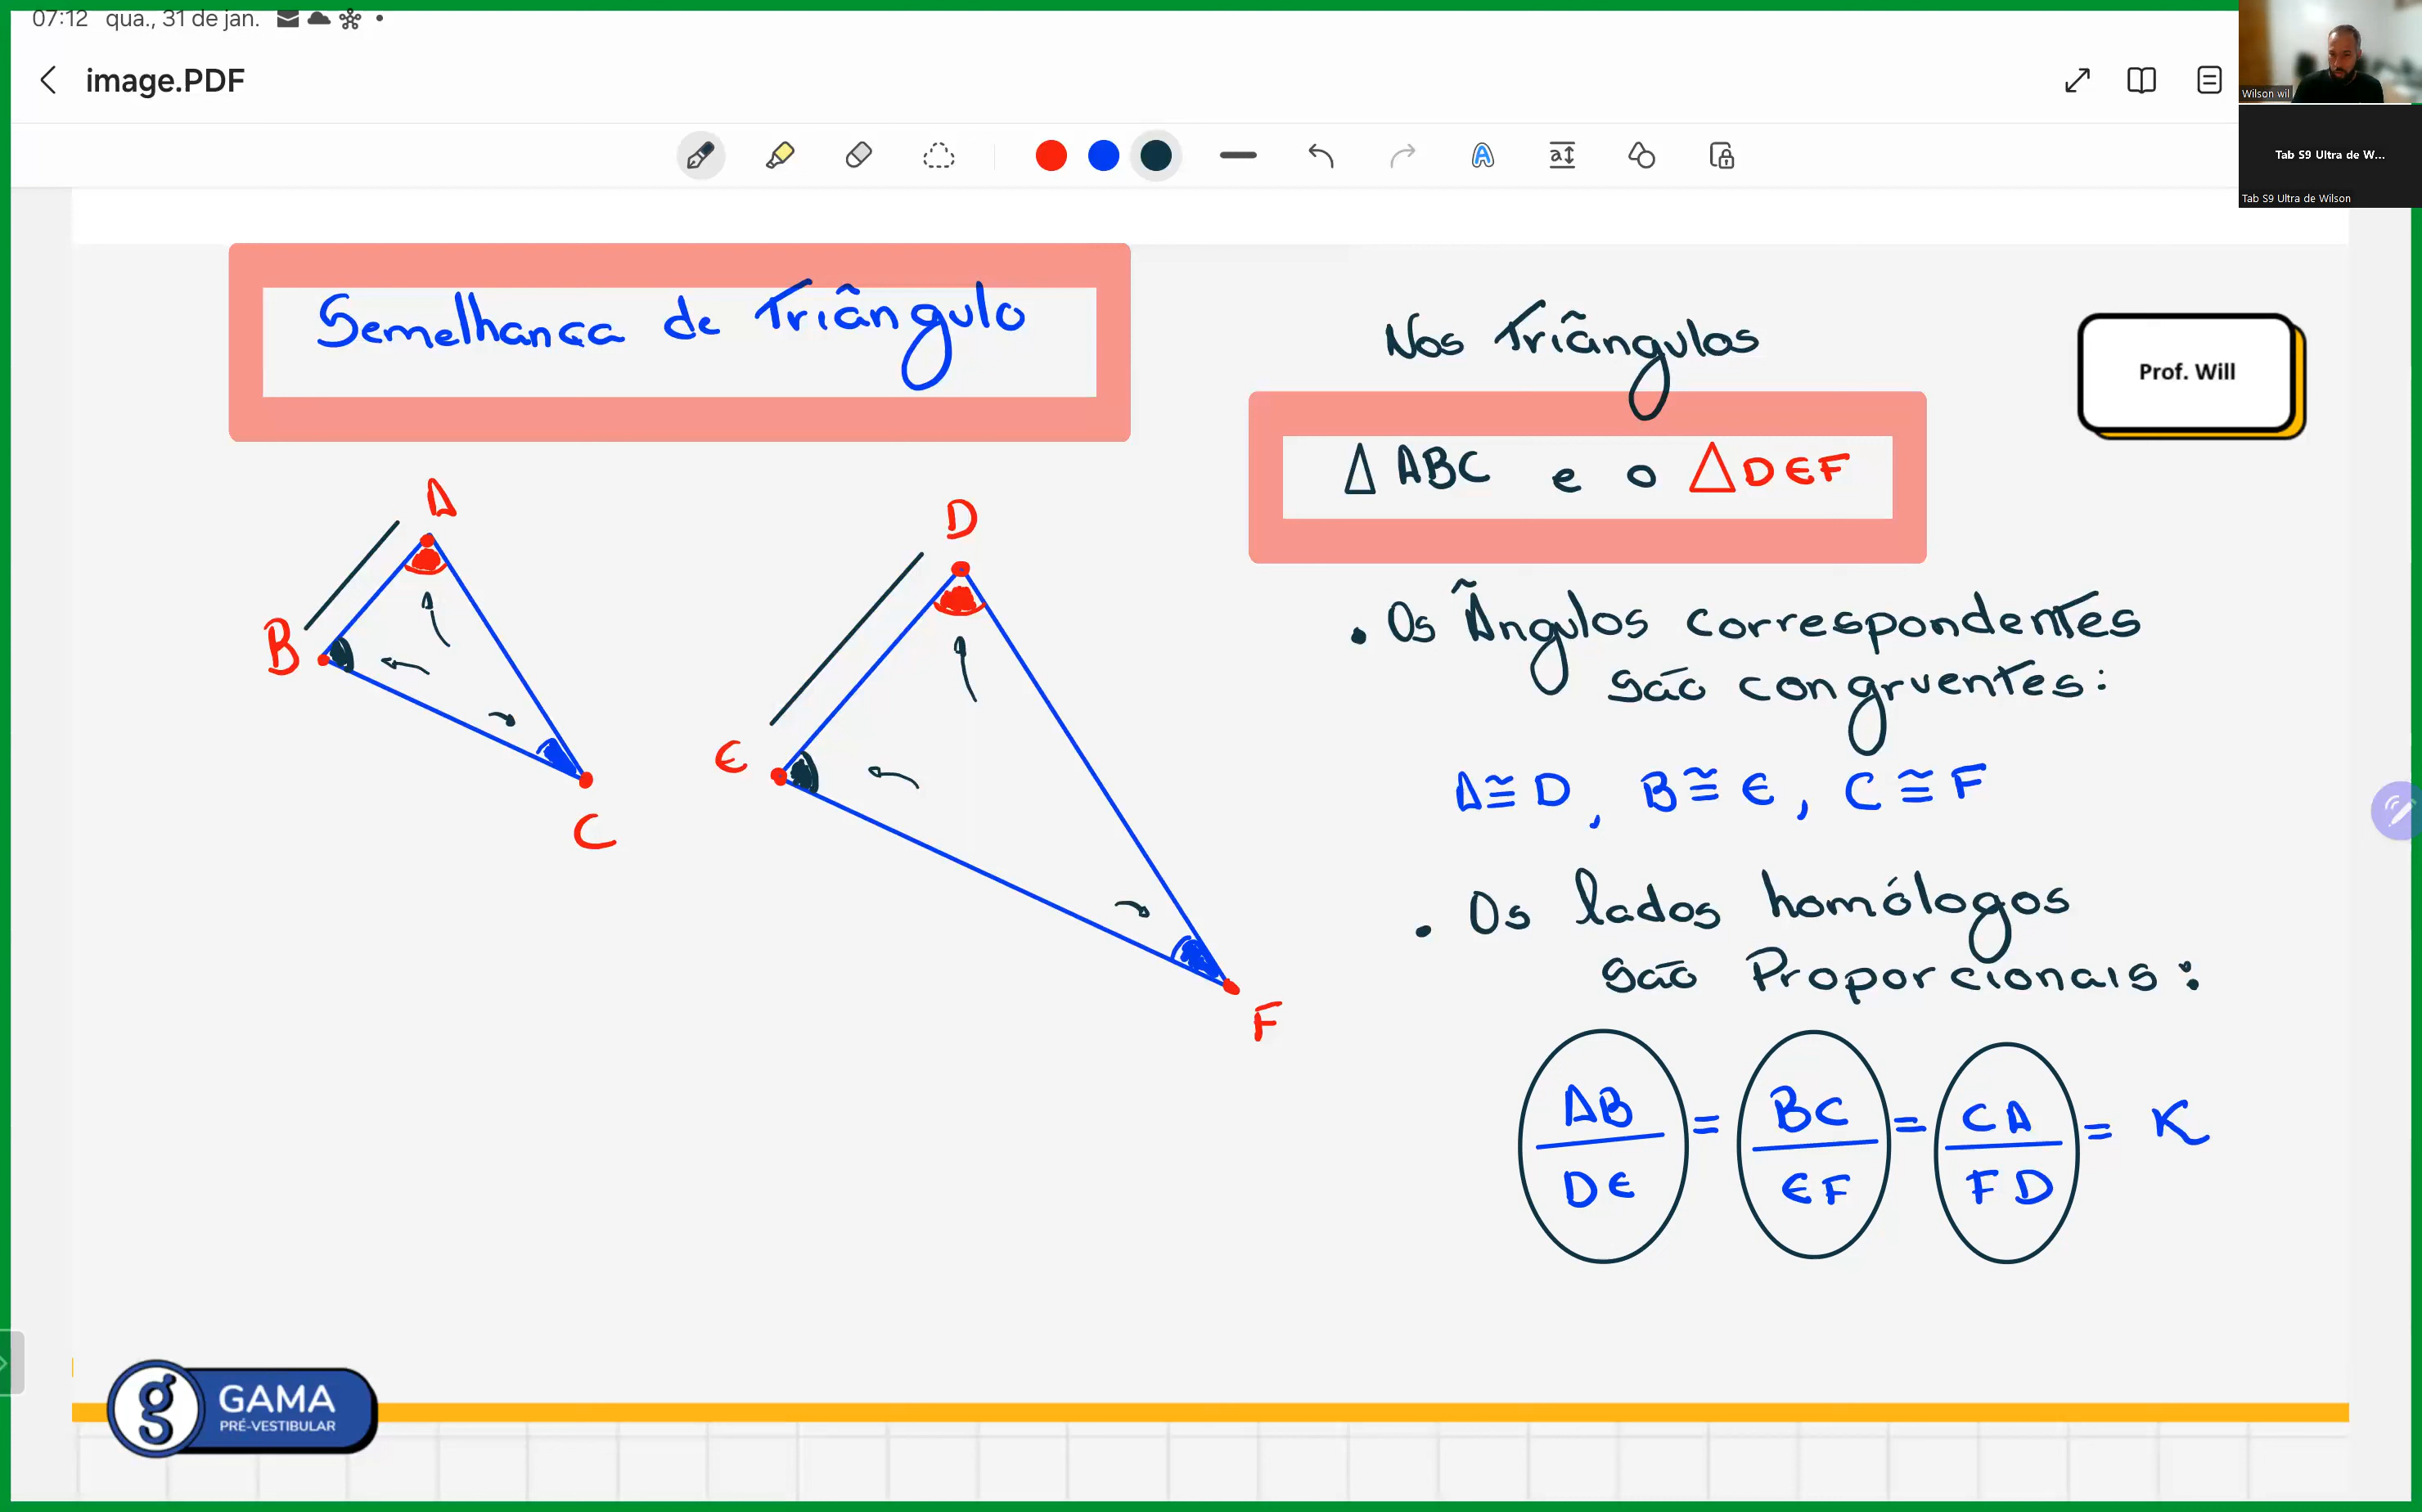 07:12 qua., 31 de jan.
image.PDF
Wilson wil
Tab S9 Ultra de W...
Tab S9 Ultra de Wilson
Semelhança de Triângulo
Nos Triângulos
Prof. Will
Δ ABC e o Δ DEF
A
B
C
D
E
F
• Os Ângulos correspondentes
são congruentes:
A ≅ D, B ≅ E, C ≅ F
• Os lados homólogos
são Proporcionais:
AB/DE = BC/EF = CA/FD = K
GAMA
PRÉ-VESTIBULAR